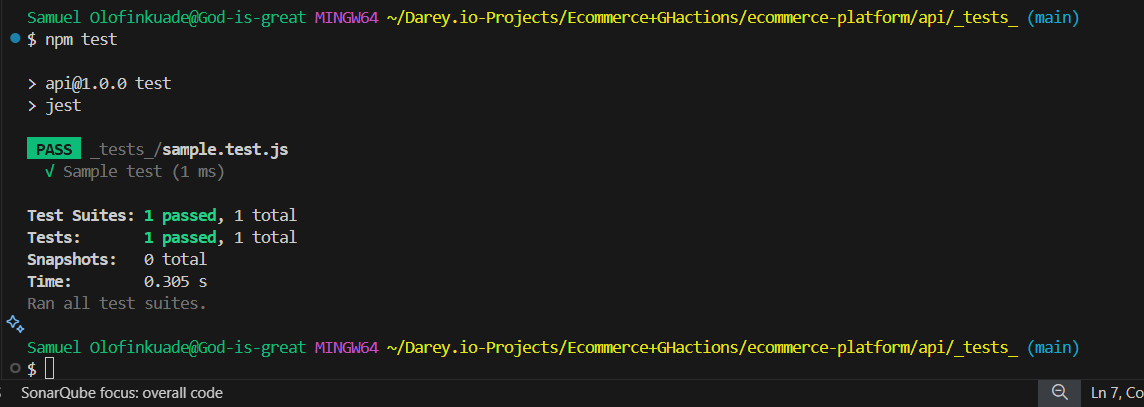 Samuel Olofinkuade@God-is-great MINGW64 ~/Darey.io-Projects/Ecommerce+GHactions/ecommerce-platform/api/_tests_ (main)
$ npm test
> api@1.0.0 test
> jest
PASS _tests_/sample.test.js
√ Sample test (1 ms)
Test Suites: 1 passed, 1 total
Tests: 1 passed, 1 total
Snapshots: 0 total
Time: 0.305 s
Ran all test suites.
Samuel Olofinkuade@God-is-great MINGW64 ~/Darey.io-Projects/Ecommerce+GHactions/ecommerce-platform/api/_tests_ (main)
$
SonarQube focus: overall code
Ln 7, Co